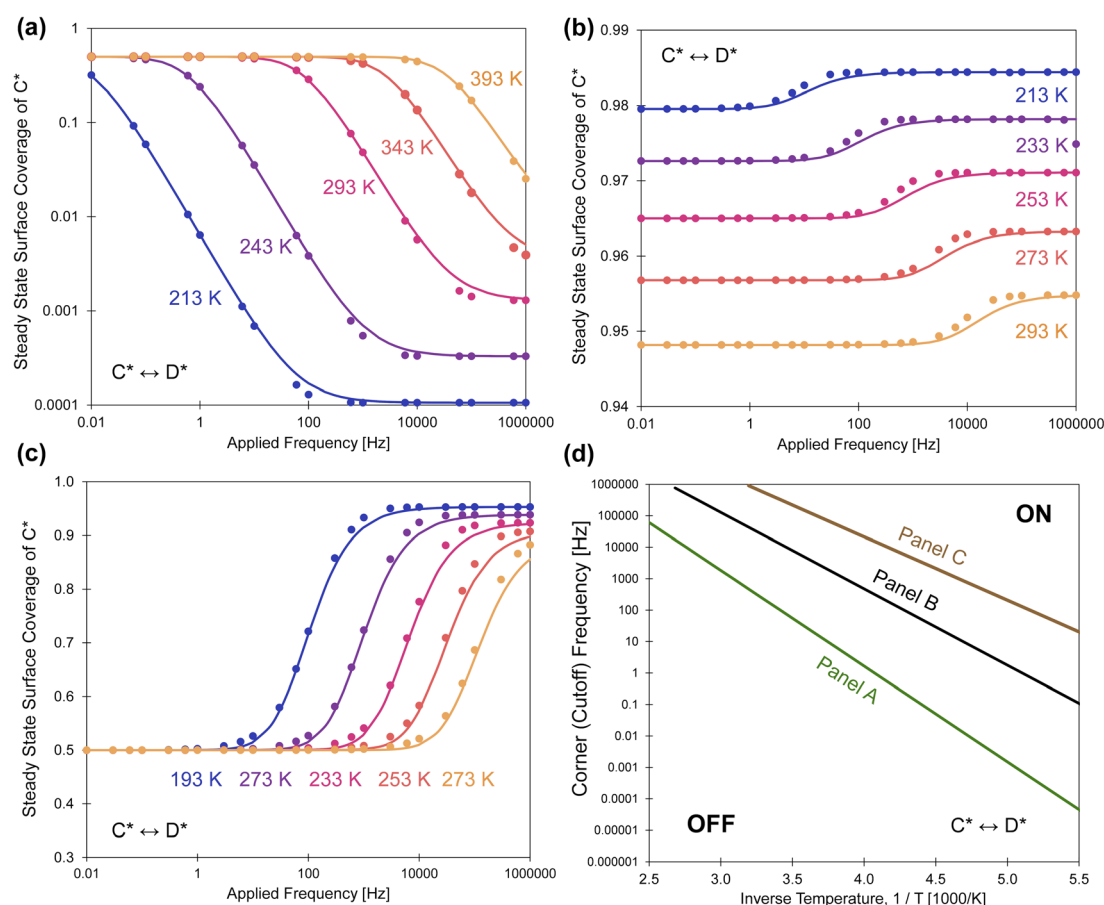 (a)
Steady State Surface Coverage of C*
1
0.1
0.01
0.001
0.0001
393 K
343 K
293 K
243 K
213 K
C* ↔ D*
0.01
1
100
10000
1000000
Applied Frequency [Hz]
(b)
Steady State Surface Coverage of C*
0.99
0.98
0.97
0.96
0.95
0.94
C* ↔ D*
213 K
233 K
253 K
273 K
293 K
0.01
1
100
10000
1000000
Applied Frequency [Hz]
(c)
Steady State Surface Coverage of C*
1.0
0.9
0.8
0.7
0.6
0.5
0.4
0.3
193 K
273 K
233 K
253 K
273 K
C* ↔ D*
0.01
1
100
10000
1000000
Applied Frequency [Hz]
(d)
Corner (Cutoff) Frequency [Hz]
1000000
100000
10000
1000
100
10
1
0.1
0.01
0.001
0.0001
0.00001
0.000001
ON
Panel C
Panel B
Panel A
OFF
C* ↔ D*
2.5
3.0
3.5
4.0
4.5
5.0
5.5
Inverse Temperature, 1 / T [1000/K]